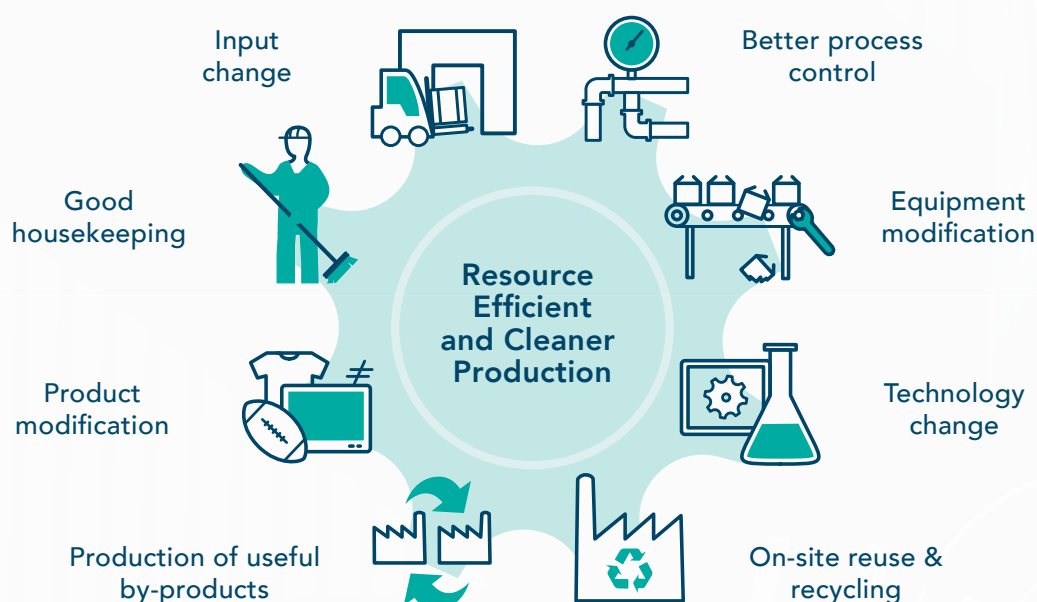 Input
change
Better process
control
Good
housekeeping
Equipment
modification
Resource
Efficient
and Cleaner
Production
Product
modification
Technology
change
Production of useful
by-products
On-site reuse &
recycling